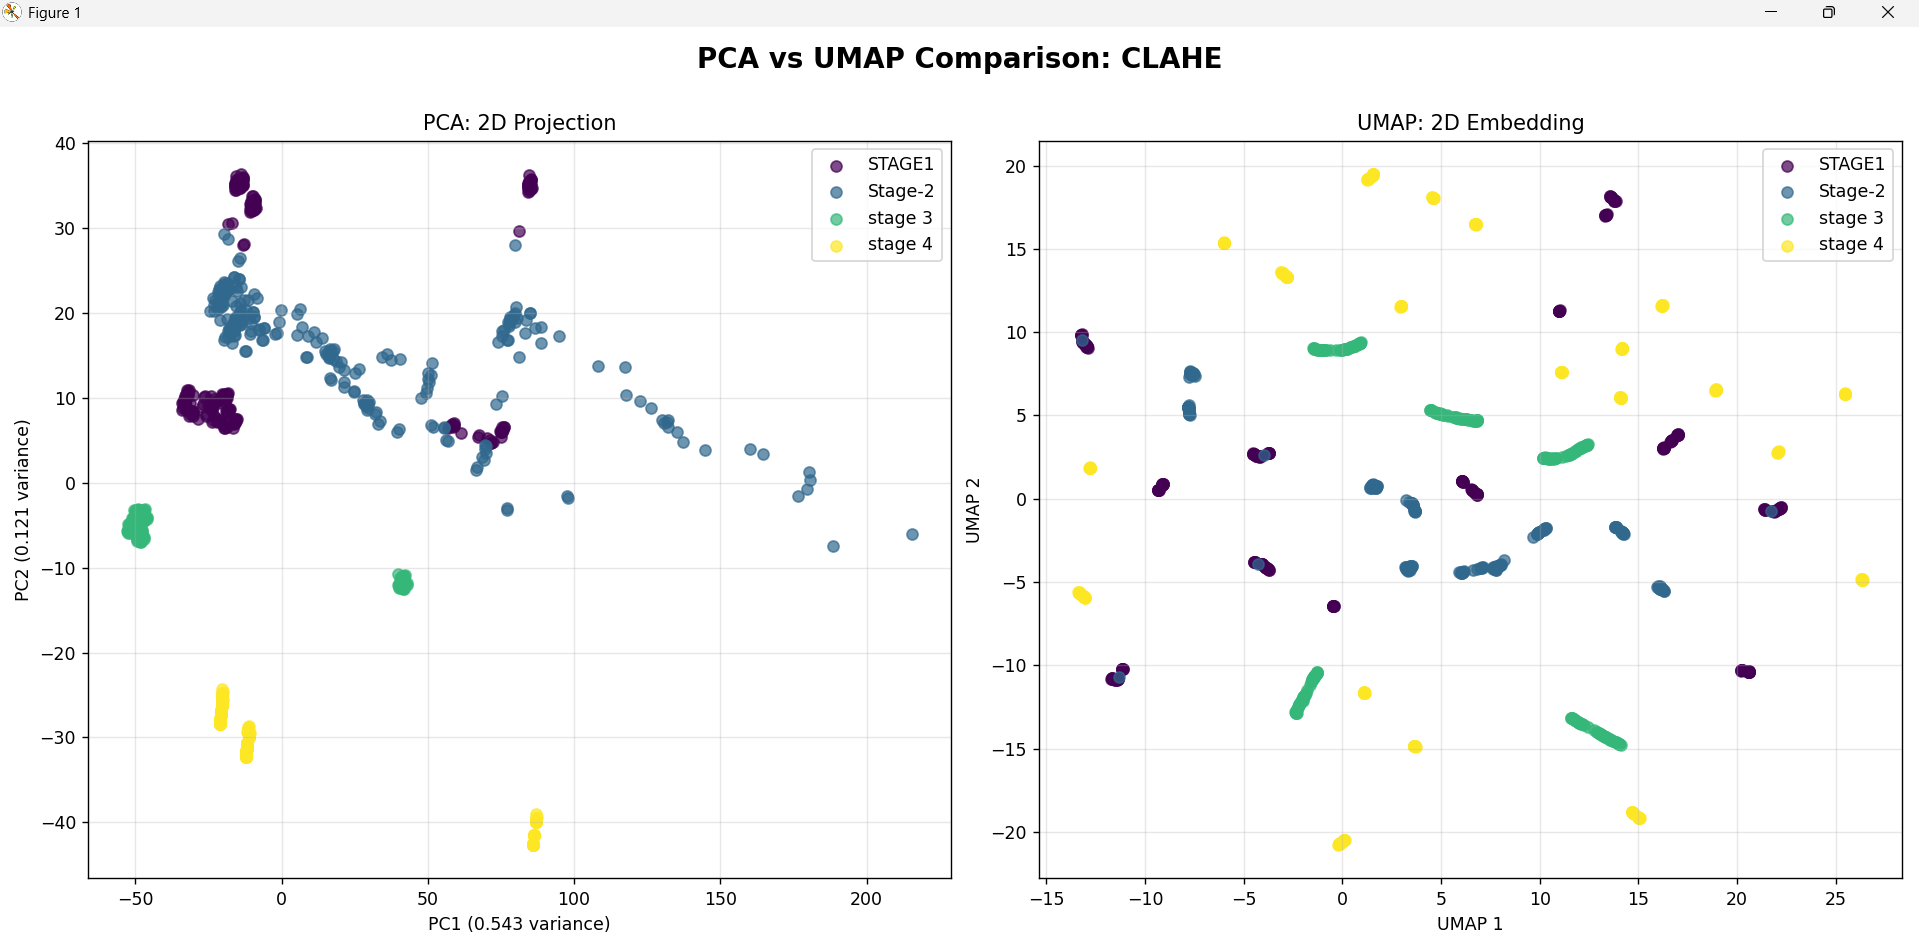 Figure 1
PCA vs UMAP Comparison: CLAHE
PCA: 2D Projection
40
30
20
10
0
−10
−20
−30
−40
PC2 (0.121 variance)
−50
0
50
100
150
200
PC1 (0.543 variance)
STAGE1
Stage-2
stage 3
stage 4
UMAP: 2D Embedding
20
15
10
5
0
−5
−10
−15
−20
UMAP 2
−15
−10
−5
0
5
10
15
20
25
UMAP 1
STAGE1
Stage-2
stage 3
stage 4